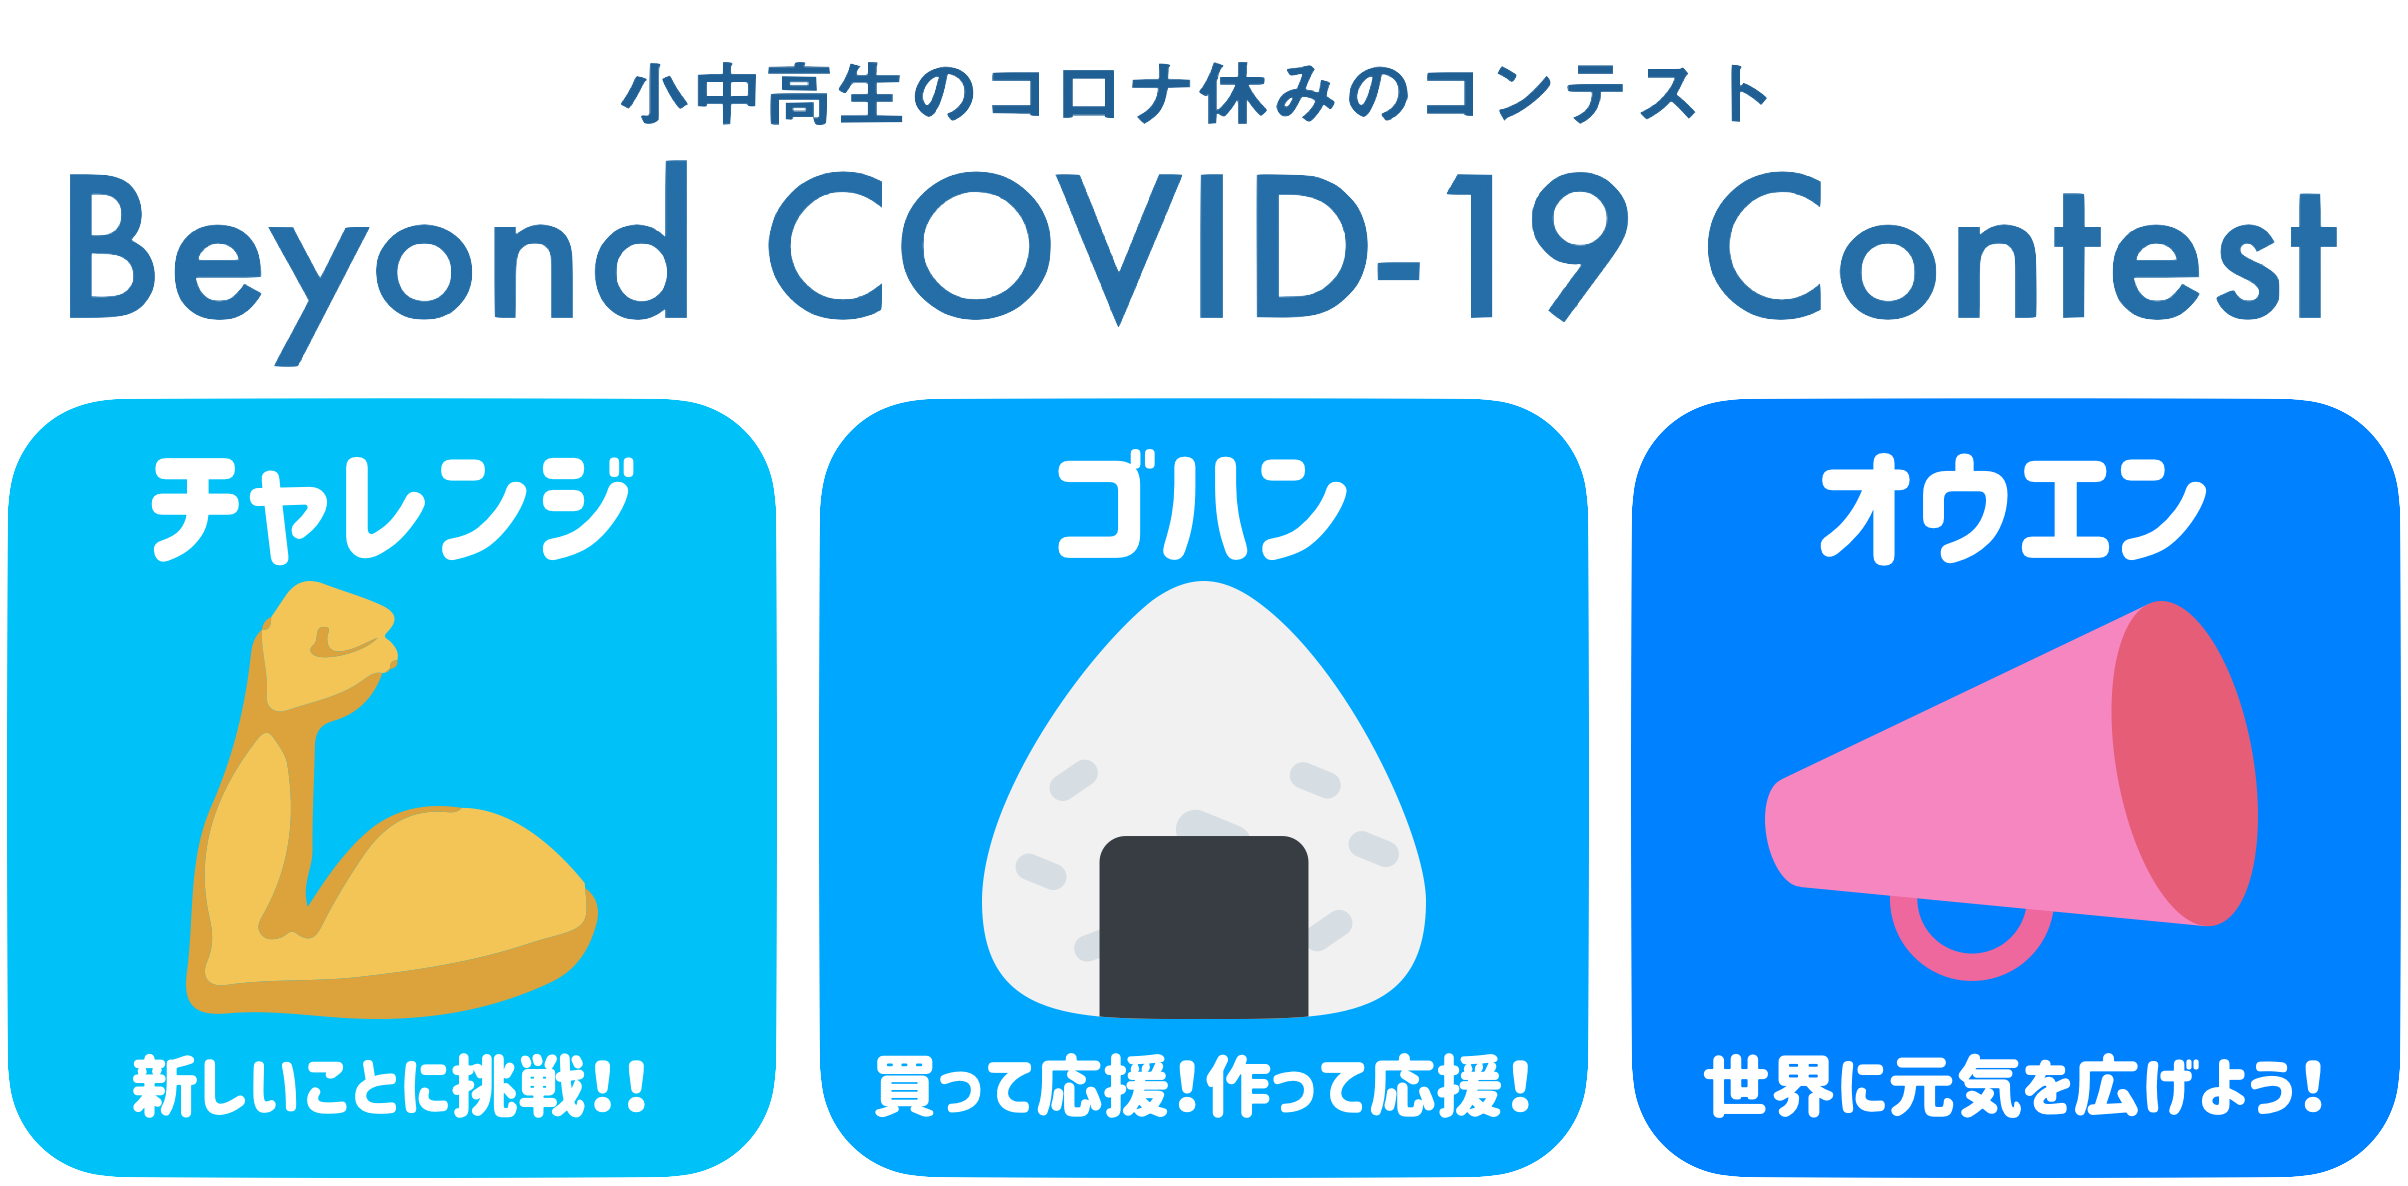 小中高生のコロナ休みのコンテスト
Beyond COVID-19 Contest
チャレンジ
新しいことに挑戦!!
ゴハン
買って応援!作って応援!
オウエン
世界に元気を広げよう!